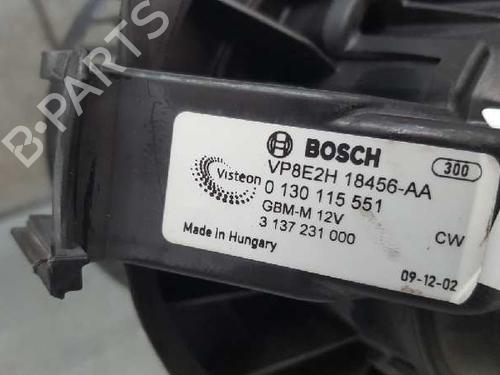 B-PARTS
BOSCH
300
Visteon
VP8E2H 18456-AA
0 130 115 551
GBM-M 12V
3 137 231 000
CW
Made in Hungary
09-12-02